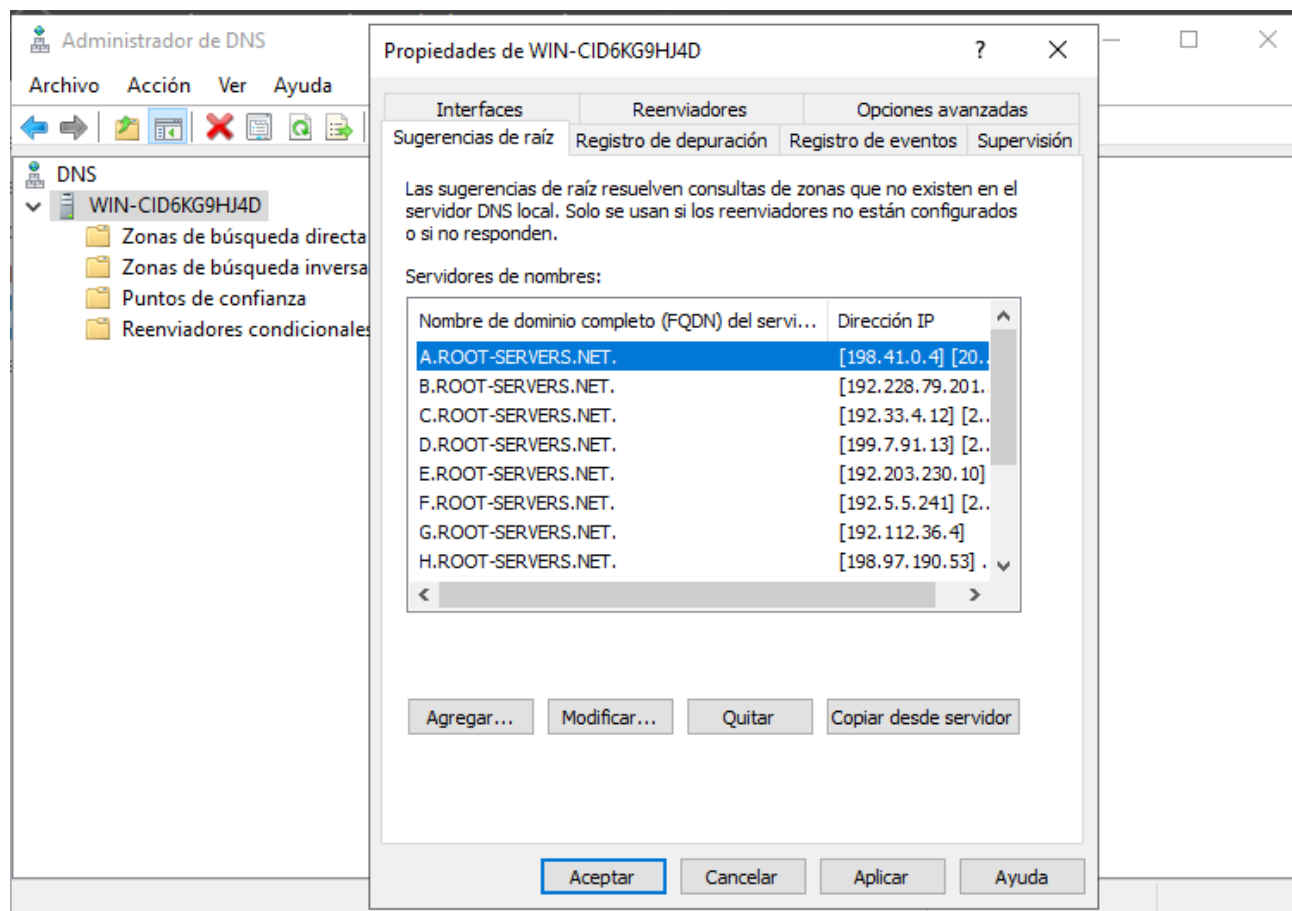 Administrador de DNS
Archivo Acción Ver Ayuda
DNS
WIN-CID6KG9HJ4D
Zonas de búsqueda directa
Zonas de búsqueda inversa
Puntos de confianza
Reenviadores condicionales
Propiedades de WIN-CID6KG9HJ4D
Interfaces Reenviadores Opciones avanzadas
Sugerencias de raíz Registro de depuración Registro de eventos Supervisión
Las sugerencias de raíz resuelven consultas de zonas que no existen en el
servidor DNS local. Solo se usan si los reenviadores no están configurados
o si no responden.
Servidores de nombres:
Nombre de dominio completo (FQDN) del servi... Dirección IP
A.ROOT-SERVERS.NET. [198.41.0.4] [20..
B.ROOT-SERVERS.NET. [192.228.79.201.
C.ROOT-SERVERS.NET. [192.33.4.12] [2..
D.ROOT-SERVERS.NET. [199.7.91.13] [2..
E.ROOT-SERVERS.NET. [192.203.230.10]
F.ROOT-SERVERS.NET. [192.5.5.241] [2..
G.ROOT-SERVERS.NET. [192.112.36.4]
H.ROOT-SERVERS.NET. [198.97.190.53] .
Agregar... Modificar... Quitar Copiar desde servidor
Aceptar Cancelar Aplicar Ayuda